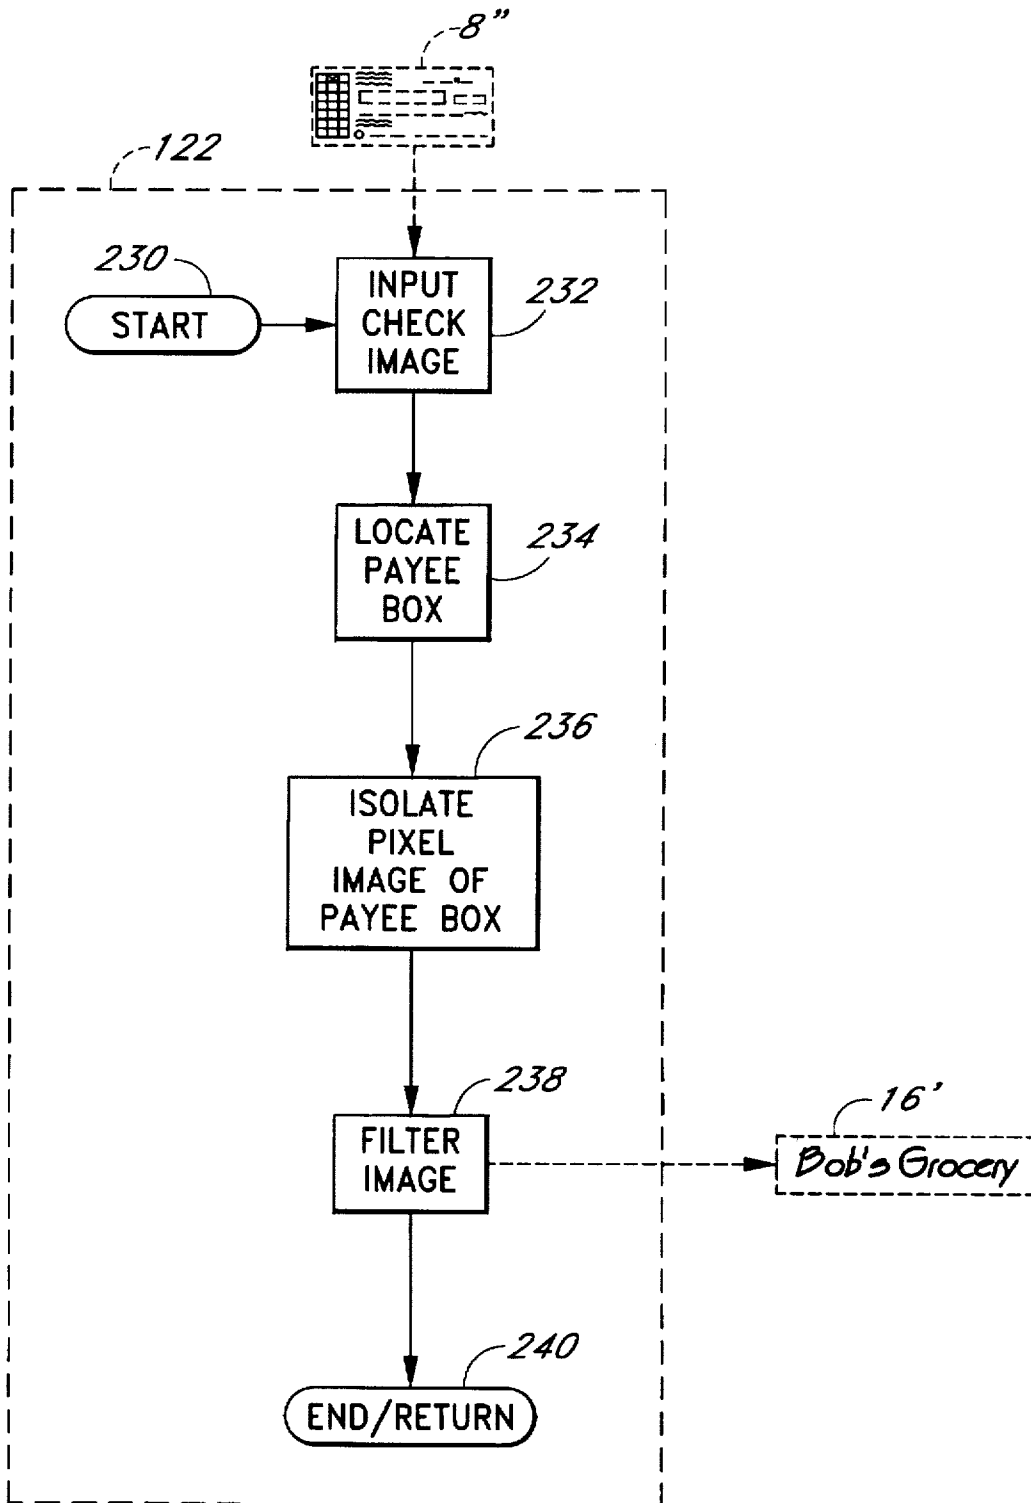 8"
122
230
START
INPUT
CHECK
IMAGE
232
LOCATE
PAYEE
BOX
234
236
ISOLATE
PIXEL
IMAGE OF
PAYEE BOX
238
FILTER
IMAGE
16'
Bob's Grocery
240
END/RETURN